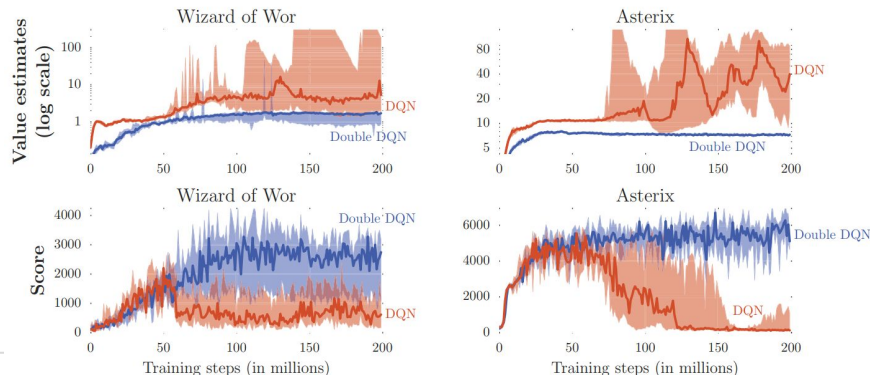 Wizard of Wor
Asterix
Value estimates
(log scale)
100
10
1
DQN
Double DQN
0 50 100 150 200
80
40
20
10
5
DQN
Double DQN
0 50 100 150 200
Wizard of Wor
Asterix
Score
4000
3000
2000
1000
0
Double DQN
DQN
0 50 100 150 200
Training steps (in millions)
6000
4000
2000
0
Double DQN
DQN
0 50 100 150 200
Training steps (in millions)